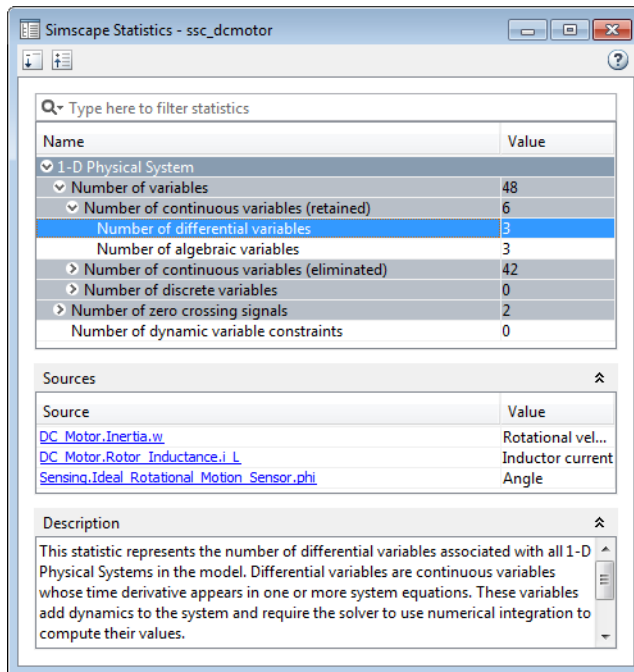 Simscape Statistics - ssc_dcmotor
Type here to filter statistics
Name Value
1-D Physical System
Number of variables 48
Number of continuous variables (retained) 6
Number of differential variables 3
Number of algebraic variables 3
Number of continuous variables (eliminated) 42
Number of discrete variables 0
Number of zero crossing signals 2
Number of dynamic variable constraints 0
Sources
Source Value
DC_Motor.Inertia.w Rotational vel...
DC_Motor.Rotor_Inductance.i_L Inductor current
Sensing.Ideal_Rotational_Motion_Sensor.phi Angle
Description
This statistic represents the number of differential variables associated with all 1-D
Physical Systems in the model. Differential variables are continuous variables
whose time derivative appears in one or more system equations. These variables
add dynamics to the system and require the solver to use numerical integration to
compute their values.